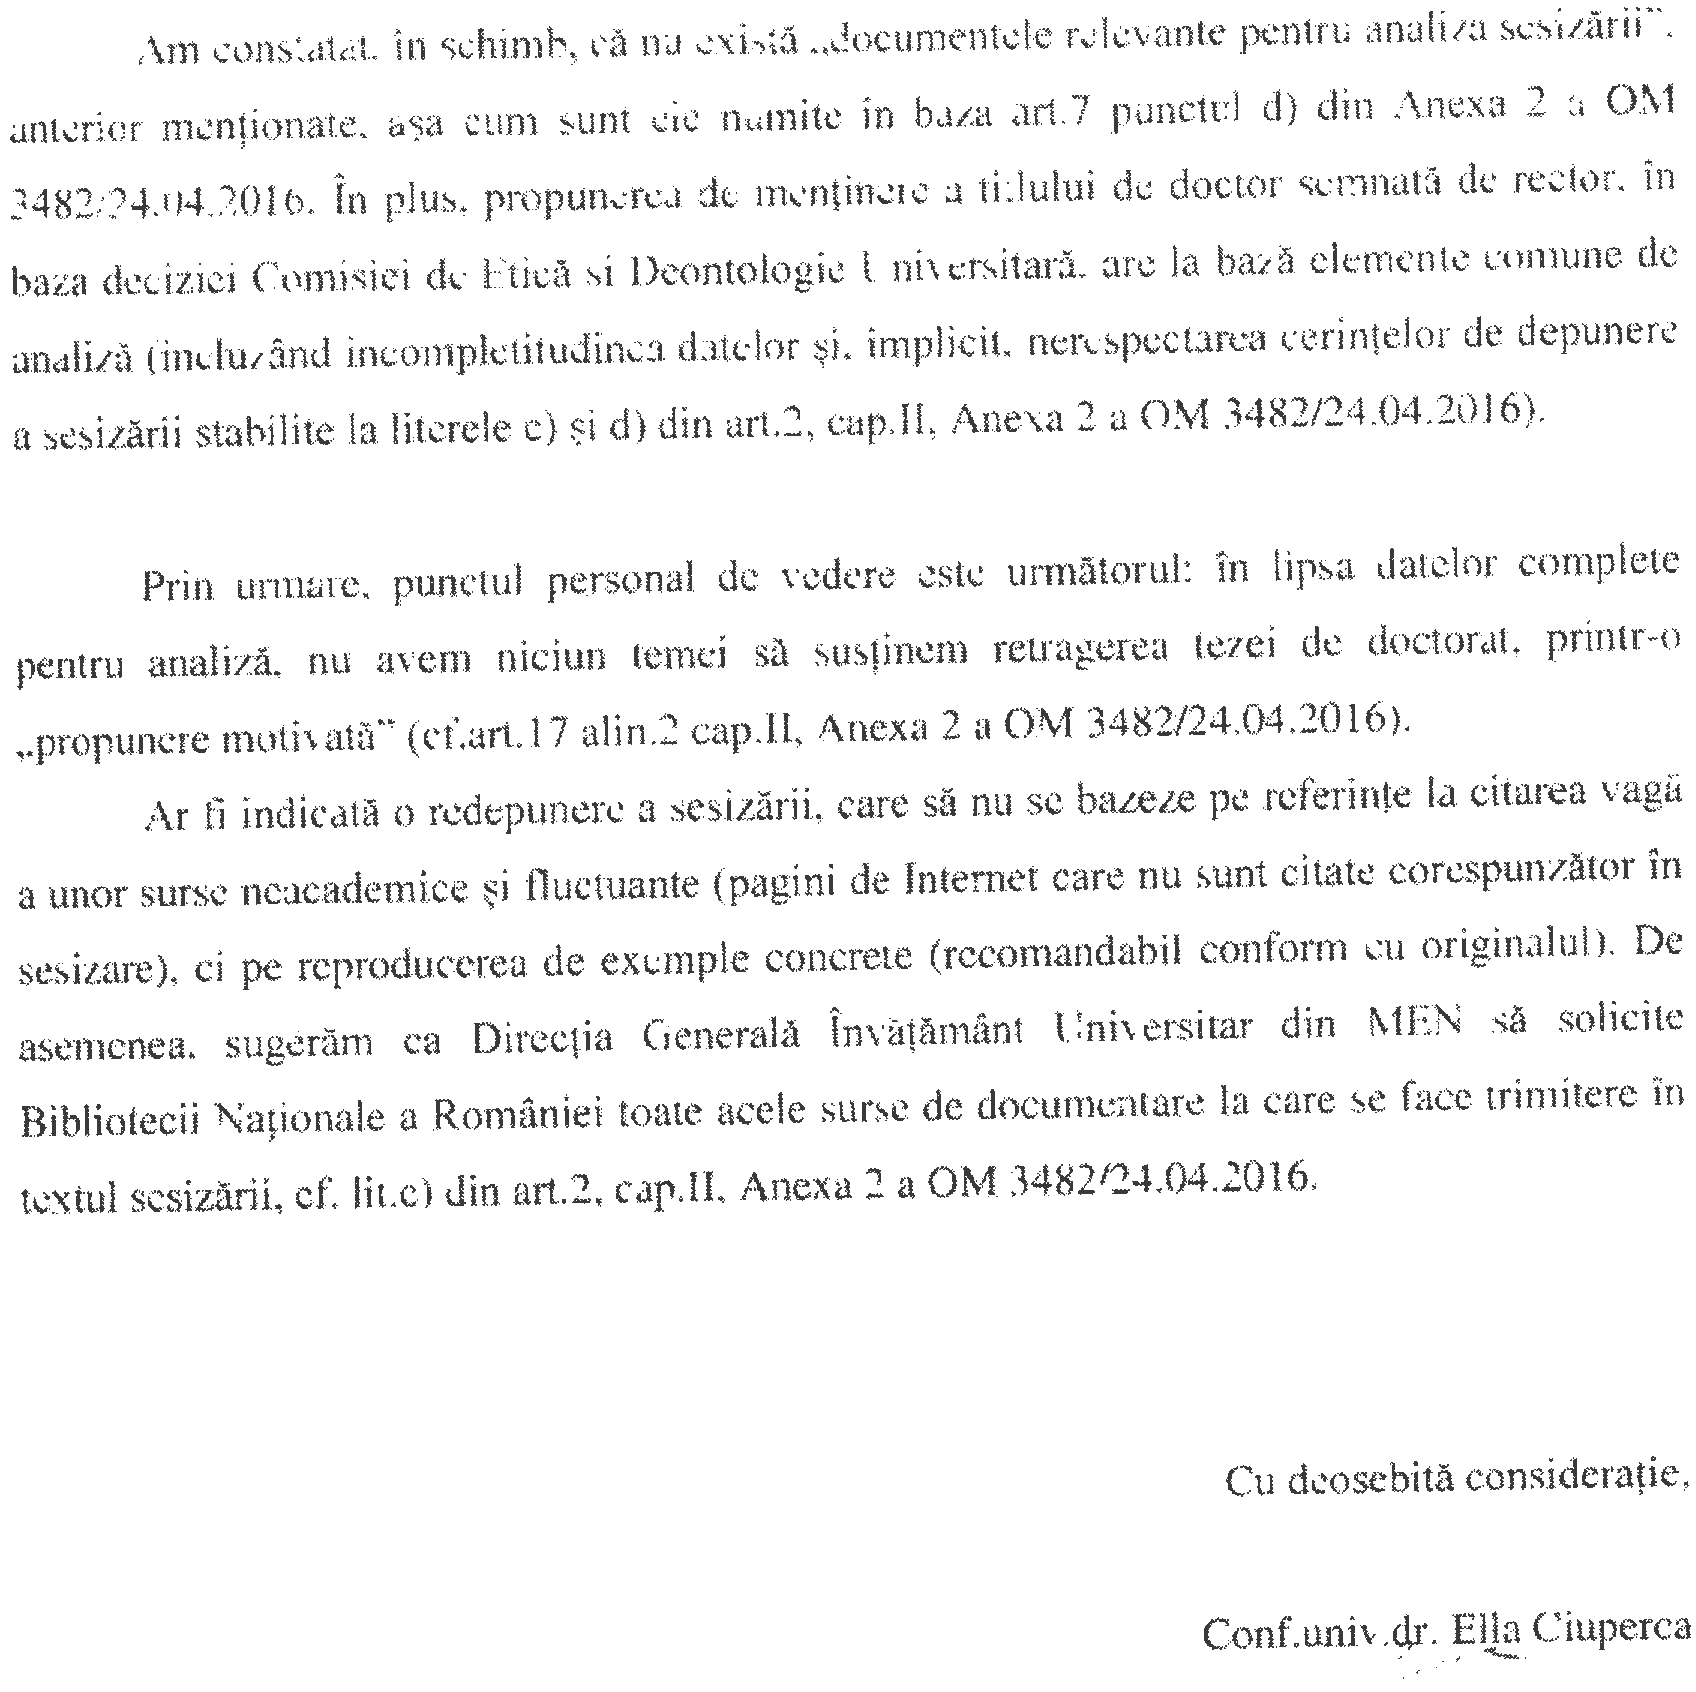 Am constatat, în schimb, că nu există „documentele relevante pentru analiza sesizării”,
anterior menționate, așa cum sunt ele numite în baza art.7 punctul d) din Anexa 2 a OM
3482/24.04.2016. În plus, propunerea de menținere a titlului de doctor semnată de rector, în
baza deciziei Comisiei de Etică si Deontologie Universitară, are la bază elemente comune de
analiză (incluzând incompletitudinea datelor și, implicit, nerespectarea cerințelor de depunere
a sesizării stabilite la literele c) și d) din art.2, cap.II, Anexa 2 a OM 3482/24.04.2016).
Prin urmare, punctul personal de vedere este următorul: în lipsa datelor complete
pentru analiză, nu avem niciun temei să susținem retragerea tezei de doctorat, printr-o
„propunere motivată” (cf.art.17 alin.2 cap.II, Anexa 2 a OM 3482/24.04.2016).
Ar fi indicată o redepunere a sesizării, care să nu se bazeze pe referințe la citarea vagă
a unor surse neacademice și fluctuante (pagini de Internet care nu sunt citate corespunzător în
sesizare), ci pe reproducerea de exemple concrete (recomandabil conform cu originalul). De
asemenea, sugerăm ca Direcția Generală Învățământ Universitar din MEN să solicite
Bibliotecii Naționale a României toate acele surse de documentare la care se face trimitere în
textul sesizării, cf. lit.c) din art.2, cap.II, Anexa 2 a OM 3482/24.04.2016.
Cu deosebită considerație,
Conf.univ.dr. Ella Ciuperca